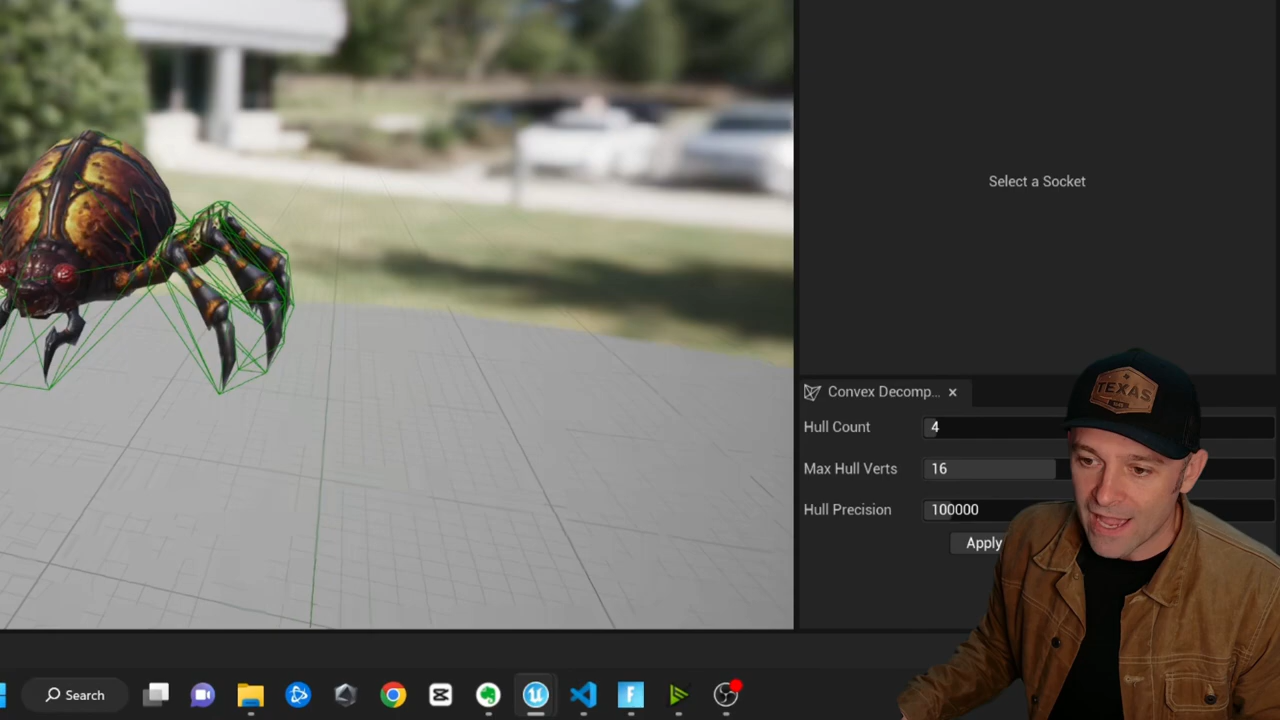 Select a Socket
Convex Decomp...
Hull Count
4
Max Hull Verts
16
Hull Precision
100000
Apply
TEXAS
Search